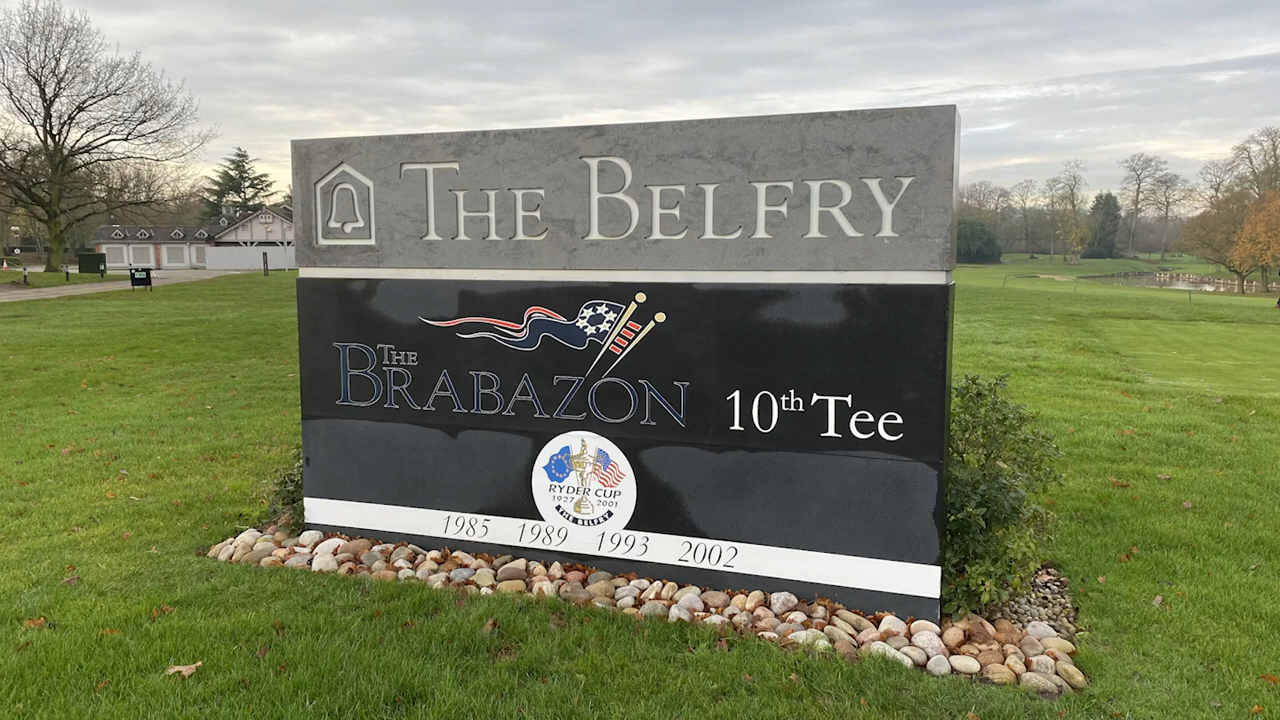 The Belfry
The
Brabazon
10th Tee
RYDER CUP
1927 2001
THE BELFRY
1985 1989 1993 2002